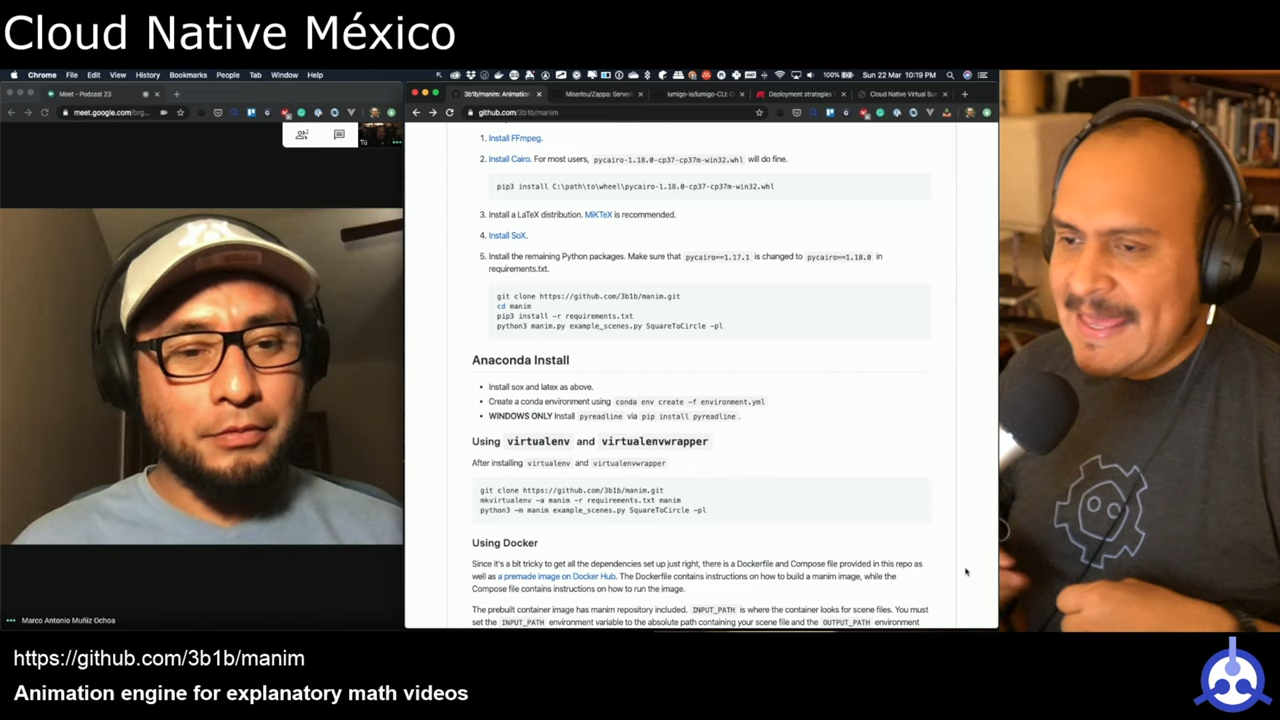 Cloud Native México
Chrome File Edit View History Bookmarks People Tab Window Help
100% Sun 22 Mar 10:19 PM
Meet - Podcast 23
3b1b/manim: Animation
Miserlou/Zappa: Server
lumigo-io/lumigo-CLI:
Deployment strategies
Cloud Native Virtual Su
meet.google.com/
github.com/3b1b/manim
Tú
1. Install FFmpeg.
2. Install Cairo. For most users, pycairo-1.18.0-cp37-cp37m-win32.whl will do fine.
pip3 install C:\path\to\wheel\pycairo-1.18.0-cp37-cp37m-win32.whl
3. Install a LaTeX distribution. MiKTeX is recommended.
4. Install SoX.
5. Install the remaining Python packages. Make sure that pycairo==1.17.1 is changed to pycairo==1.18.0 in
requirements.txt.
git clone https://github.com/3b1b/manim.git
cd manim
pip3 install -r requirements.txt
python3 manim.py example_scenes.py SquareToCircle -pl
Anaconda Install
• Install sox and latex as above.
• Create a conda environment using conda env create -f environment.yml
• WINDOWS ONLY Install pyreadline via pip install pyreadline.
Using virtualenv and virtualenvwrapper
After installing virtualenv and virtualenvwrapper
git clone https://github.com/3b1b/manim.git
mkvirtualenv -a manim -r requirements.txt manim
python3 -m manim example_scenes.py SquareToCircle -pl
Using Docker
Since it's a bit tricky to get all the dependencies set up just right, there is a Dockerfile and Compose file provided in this repo as
well as a premade image on Docker Hub. The Dockerfile contains instructions on how to build a manim image, while the
Compose file contains instructions on how to run the image.
The prebuilt container image has manim repository included. INPUT_PATH is where the container looks for scene files. You must
set the INPUT_PATH environment variable to the absolute path containing your scene file and the OUTPUT_PATH environment
Marco Antonio Muñiz Ochoa
https://github.com/3b1b/manim
Animation engine for explanatory math videos